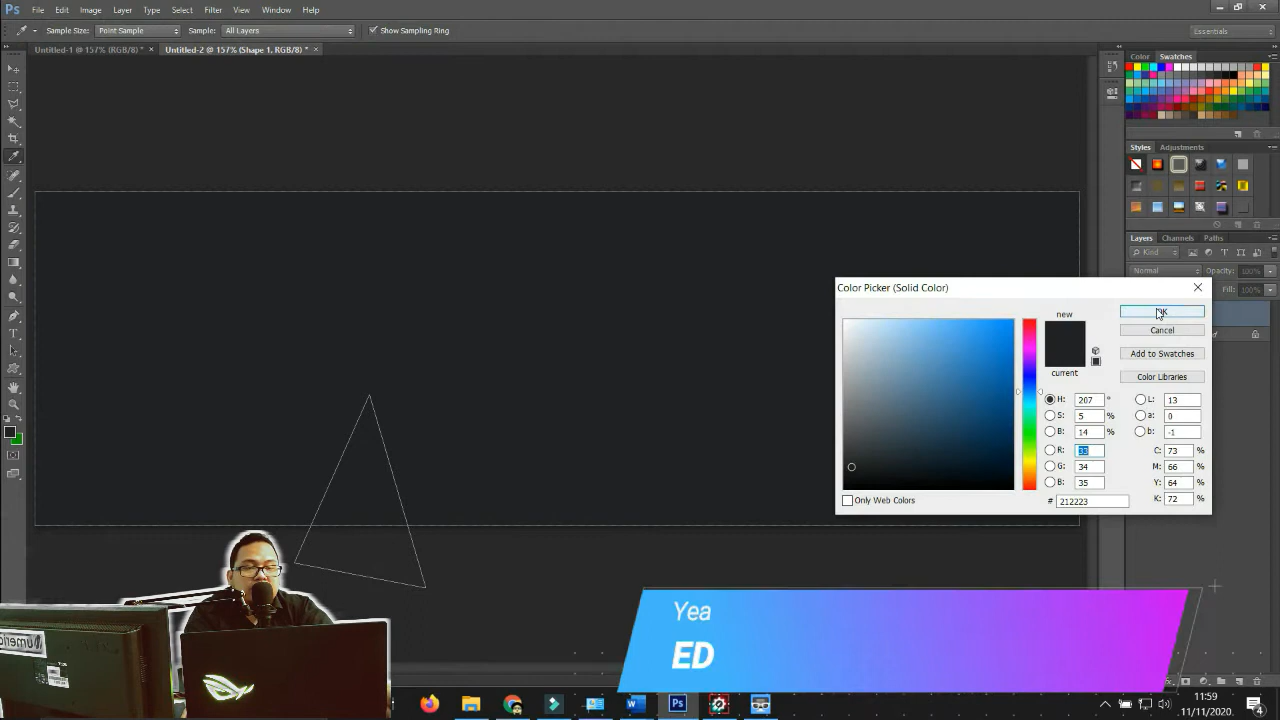 Ps File Edit Image Layer Type Select Filter View Window Help
Sample Size: Point Sample Sample: All Layers Show Sampling Ring Essentials
Untitled-1 @ 157% (RGB/8) * × Untitled-2 @ 157% (Shape 1, RGB/8) * ×
Color Swatches
Styles Adjustments
Layers Channels Paths
Kind
Normal Opacity: 100%
Fill: 100%
Color Picker (Solid Color)
new
current
OK
Cancel
Add to Swatches
Color Libraries
H: 207 ° L: 13
S: 5 % a: 0
B: 14 % b: -1
R: 33 C: 73 %
G: 34 M: 66 %
B: 35 Y: 64 %
# 212223 K: 72 %
Only Web Colors
Yea
ED
11:59
11/11/2020
4